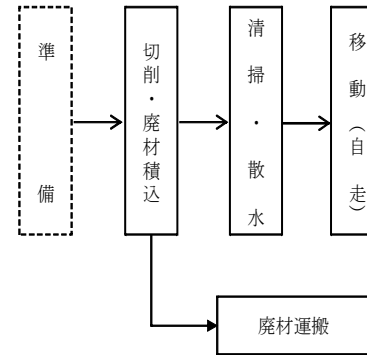 準備
切削・廃材積込
清掃・散水
移動（自走）
廃材運搬